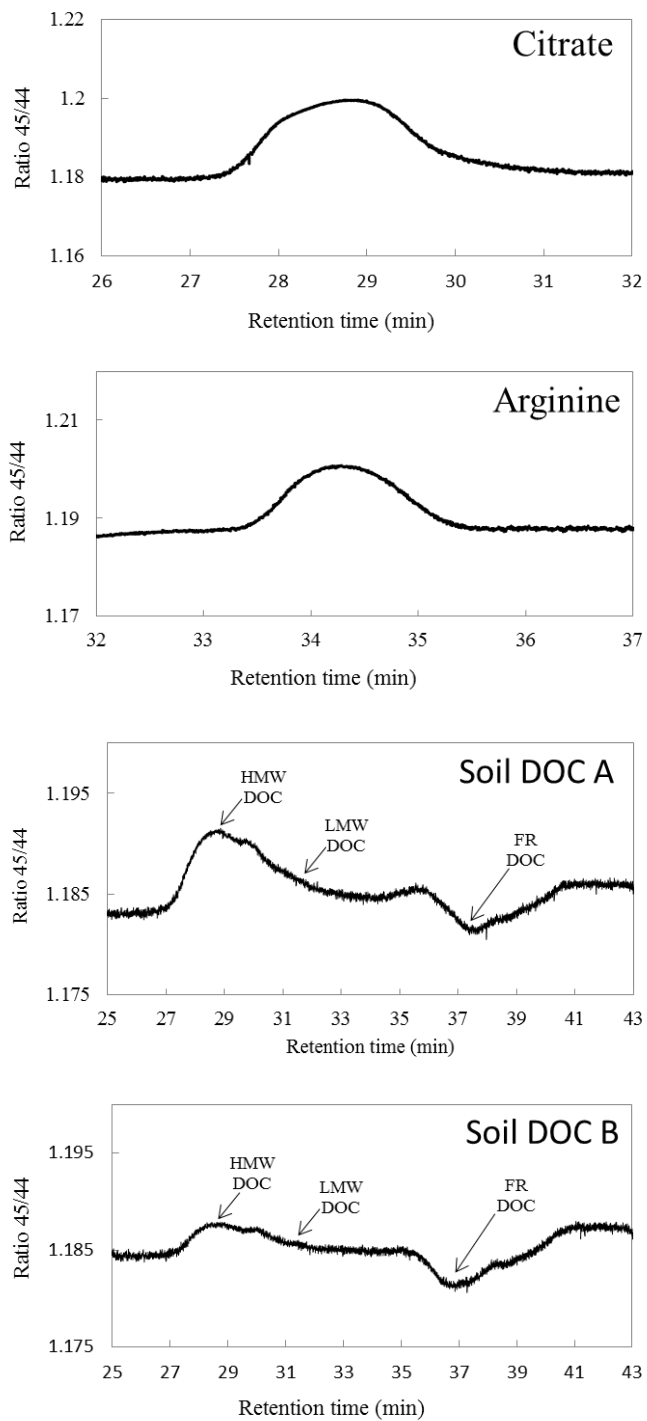 1.22
Citrate
1.2
Ratio 45/44
1.18
1.16
26 27 28 29 30 31 32
Retention time (min)
Arginine
1.21
Ratio 45/44
1.19
1.17
32 33 34 35 36 37
Retention time (min)
Soil DOC A
1.195
HMW
DOC
LMW
DOC
FR
DOC
Ratio 45/44
1.185
1.175
25 27 29 31 33 35 37 39 41 43
Retention time (min)
Soil DOC B
1.195
HMW
DOC
LMW
DOC
FR
DOC
Ratio 45/44
1.185
1.175
25 27 29 31 33 35 37 39 41 43
Retention time (min)